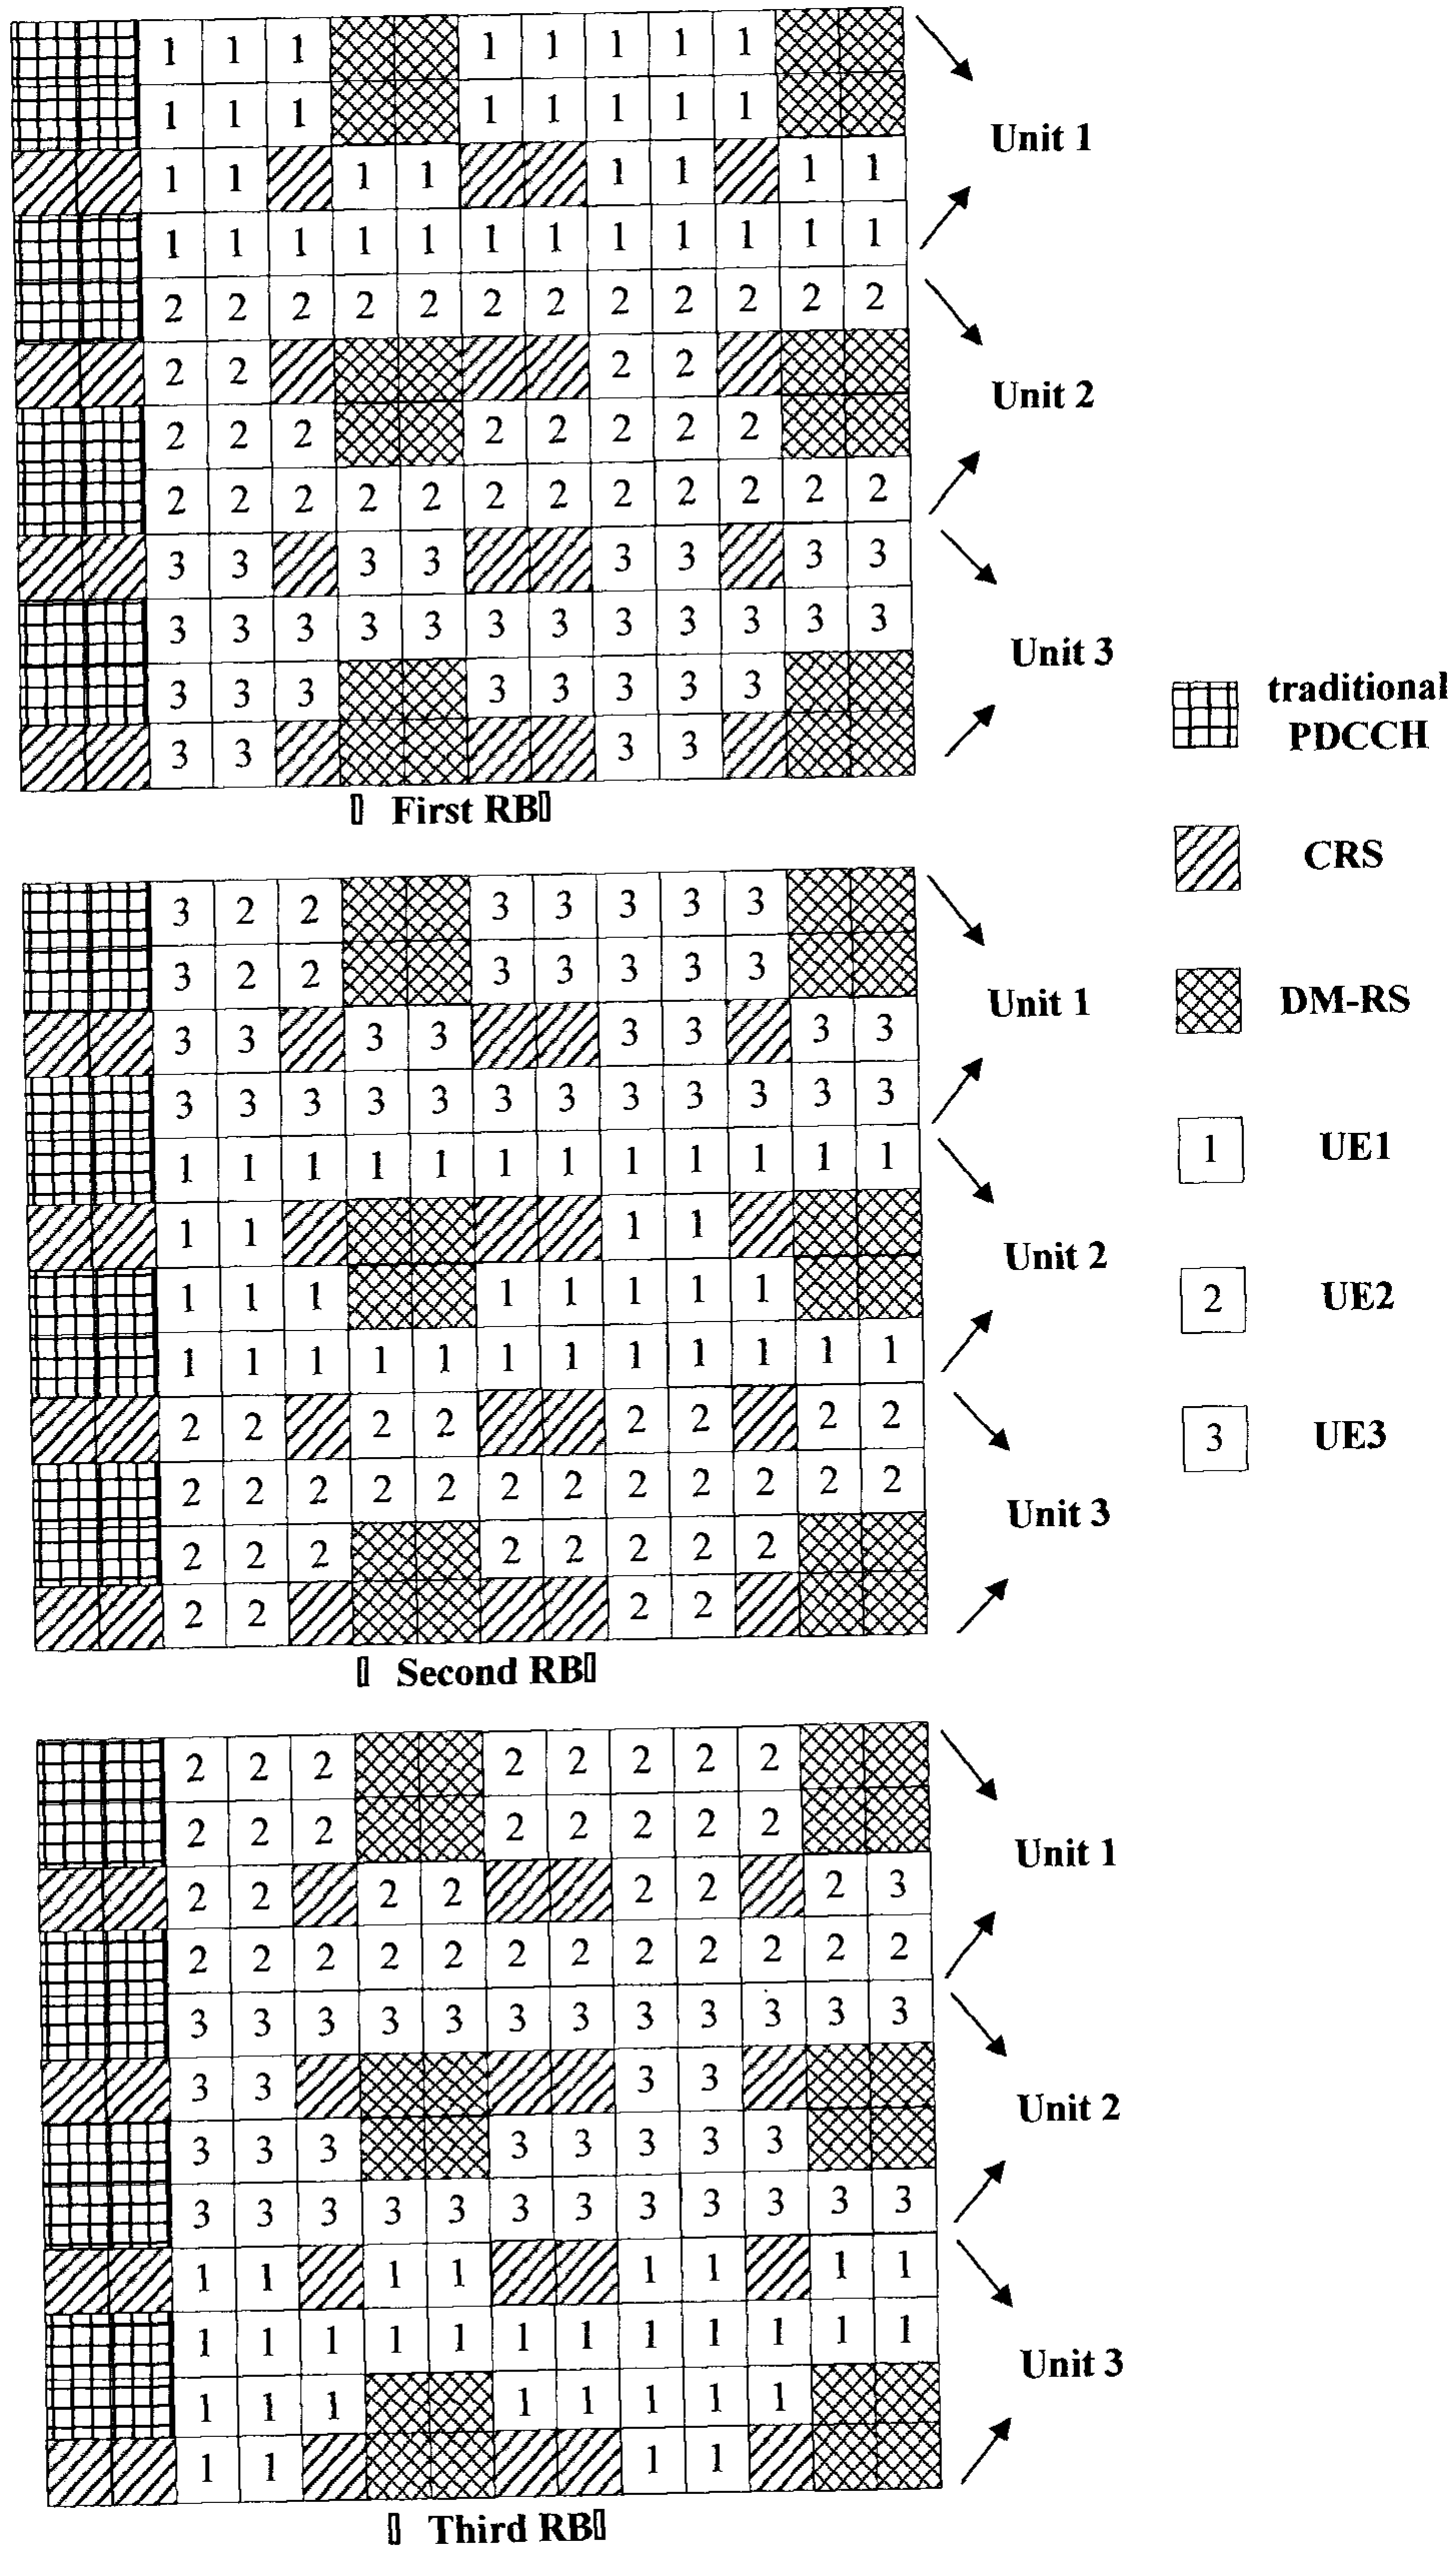 1 1 1 1 1 1 1 1
1 1 1 1 1 1 1 1
Unit 1
1 1 1 1 1 1 1 1
1 1 1 1 1 1 1 1 1 1 1 1
2 2 2 2 2 2 2 2 2 2 2 2
2 2 2 2
Unit 2
2 2 2 2 2 2 2 2
2 2 2 2 2 2 2 2 2 2 2 2
3 3 3 3 3 3 3 3
3 3 3 3 3 3 3 3 3 3 3 3
Unit 3
3 3 3 3 3 3 3 3
3 3 3 3
First RB
traditional
PDCCH
CRS
DM-RS
1 UE1
2 UE2
3 UE3
3 2 2 3 3 3 3 3
3 2 2 3 3 3 3 3
Unit 1
3 3 3 3 3 3 3 3
3 3 3 3 3 3 3 3 3 3 3 3
1 1 1 1 1 1 1 1 1 1 1 1
1 1 1 1
Unit 2
1 1 1 1 1 1 1 1
1 1 1 1 1 1 1 1 1 1 1 1
2 2 2 2 2 2 2 2
2 2 2 2 2 2 2 2 2 2 2 2
Unit 3
2 2 2 2 2 2 2 2
2 2 2 2
Second RB
2 2 2 2 2 2 2 2
2 2 2 2 2 2 2 2
Unit 1
2 2 2 2 2 2 2 3
2 2 2 2 2 2 2 2 2 2 2 2
3 3 3 3 3 3 3 3 3 3 3 3
3 3 3 3
Unit 2
3 3 3 3 3 3 3 3
3 3 3 3 3 3 3 3 3 3 3 3
1 1 1 1 1 1 1 1
1 1 1 1 1 1 1 1 1 1 1 1
Unit 3
1 1 1 1 1 1 1 1
1 1 1 1
Third RB